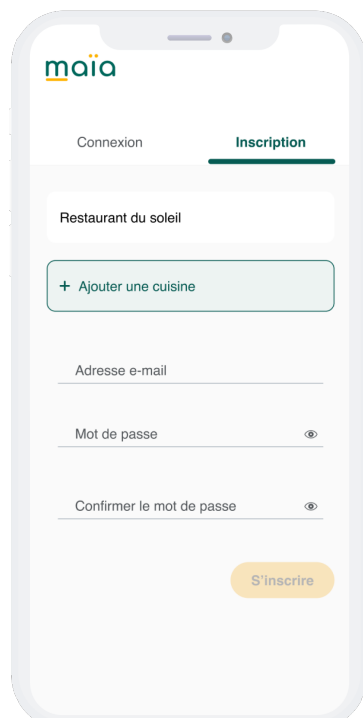 maïa
Connexion
Inscription
Restaurant du soleil
+ Ajouter une cuisine
Adresse e-mail
Mot de passe
Confirmer le mot de passe
S'inscrire